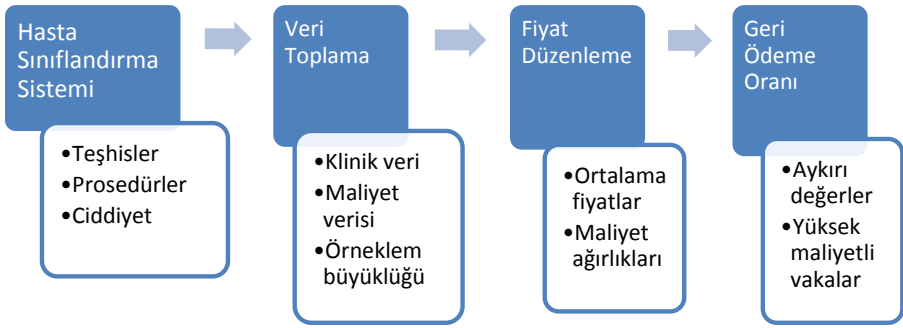 Hasta
Sınıflandırma
Sistemi
•Teşhisler
•Prosedürler
•Ciddiyet
Veri
Toplama
•Klinik veri
•Maliyet
verisi
•Örneklem
büyüklüğü
Fiyat
Düzenleme
•Ortalama
fiyatlar
•Maliyet
ağırlıkları
Geri
Ödeme
Oranı
•Aykırı
değerler
•Yüksek
maliyetli
vakalar